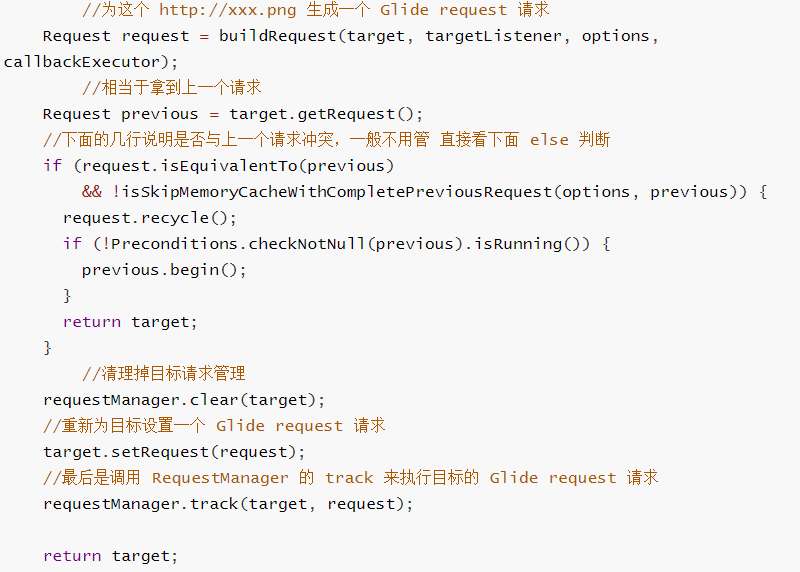 //为这个 http://xxx.png 生成一个 Glide request 请求
Request request = buildRequest(target, targetListener, options,
callbackExecutor);
//相当于拿到上一个请求
Request previous = target.getRequest();
//下面的几行说明是否与上一个请求冲突，一般不用管 直接看下面 else 判断
if (request.isEquivalentTo(previous)
&& !isSkipMemoryCacheWithCompletePreviousRequest(options, previous)) {
request.recycle();
if (!Preconditions.checkNotNull(previous).isRunning()) {
previous.begin();
}
return target;
}
//清理掉目标请求管理
requestManager.clear(target);
//重新为目标设置一个 Glide request 请求
target.setRequest(request);
//最后是调用 RequestManager 的 track 来执行目标的 Glide request 请求
requestManager.track(target, request);
return target;